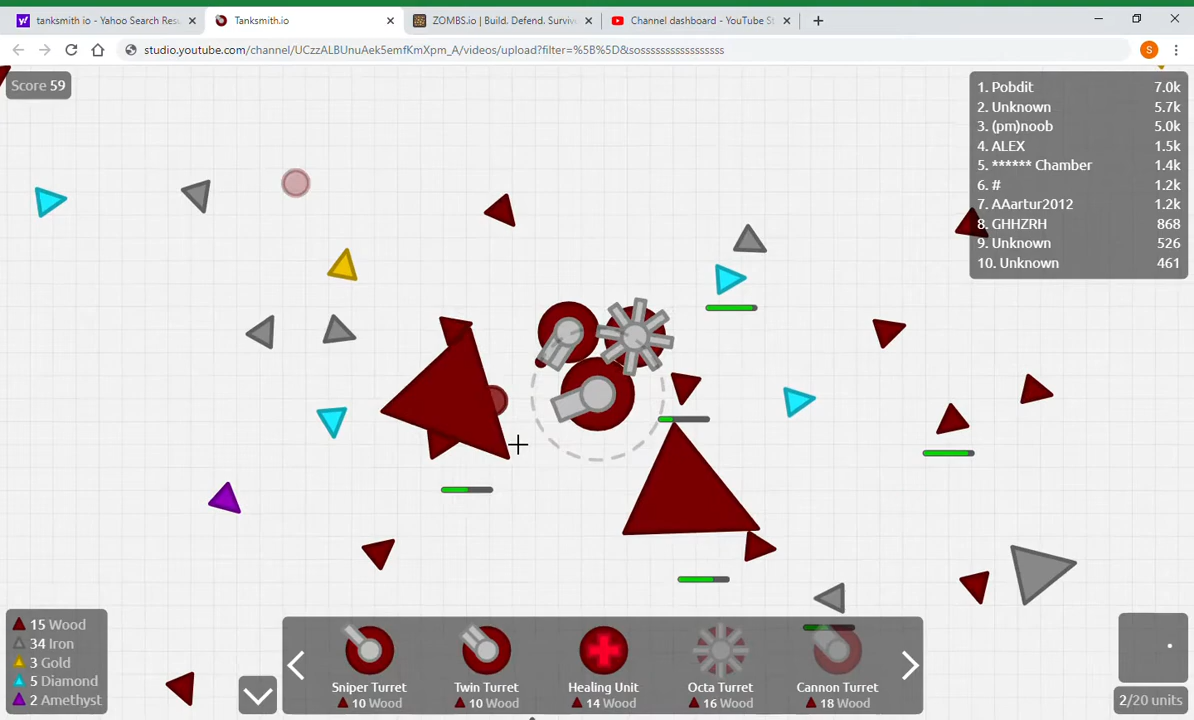 tanksmith io - Yahoo Search Resu
Tanksmith.io
ZOMBS.io | Build. Defend. Surviv
Channel dashboard - YouTube St
studio.youtube.com/channel/UCzzALBUnuAek5emfKmXpm_A/videos/upload?filter=%5B%5D&sosssssssssssssssssss
S
Score 59
1. Pobdit 7.0k
2. Unknown 5.7k
3. (pm)noob 5.0k
4. ALEX 1.5k
5. ****** Chamber 1.4k
6. # 1.2k
7. AAartur2012 1.2k
8. GHHZRH 868
9. Unknown 526
10. Unknown 461
15 Wood
34 Iron
3 Gold
5 Diamond
2 Amethyst
Sniper Turret
10 Wood
Twin Turret
10 Wood
Healing Unit
14 Wood
Octa Turret
16 Wood
Cannon Turret
18 Wood
2/20 units